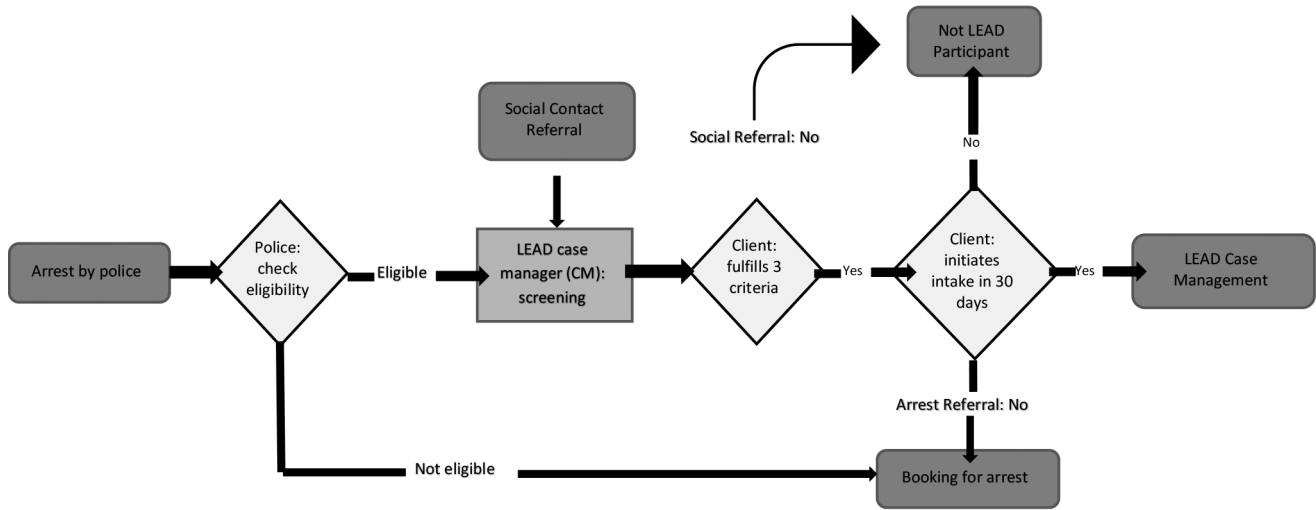 Not LEAD
Participant
Social Contact
Referral
Social Referral: No
No
Arrest by police
Police:
check
eligibility
Eligible
LEAD case
manager (CM):
screening
Client:
fulfills 3
criteria
Yes
Client:
initiates
intake in 30
days
Yes
LEAD Case
Management
Arrest Referral: No
Not eligible
Booking for arrest